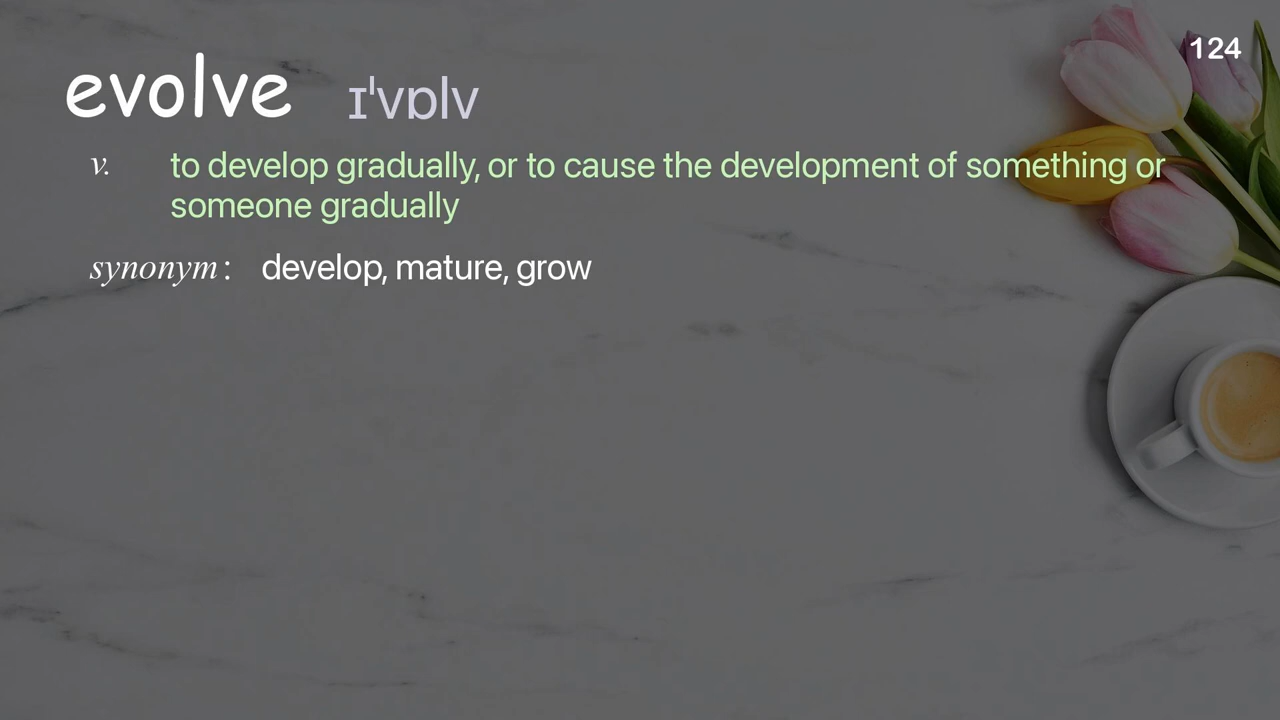 124
evolve ɪˈvɒlv
v. to develop gradually, or to cause the development of something or
someone gradually
synonym: develop, mature, grow